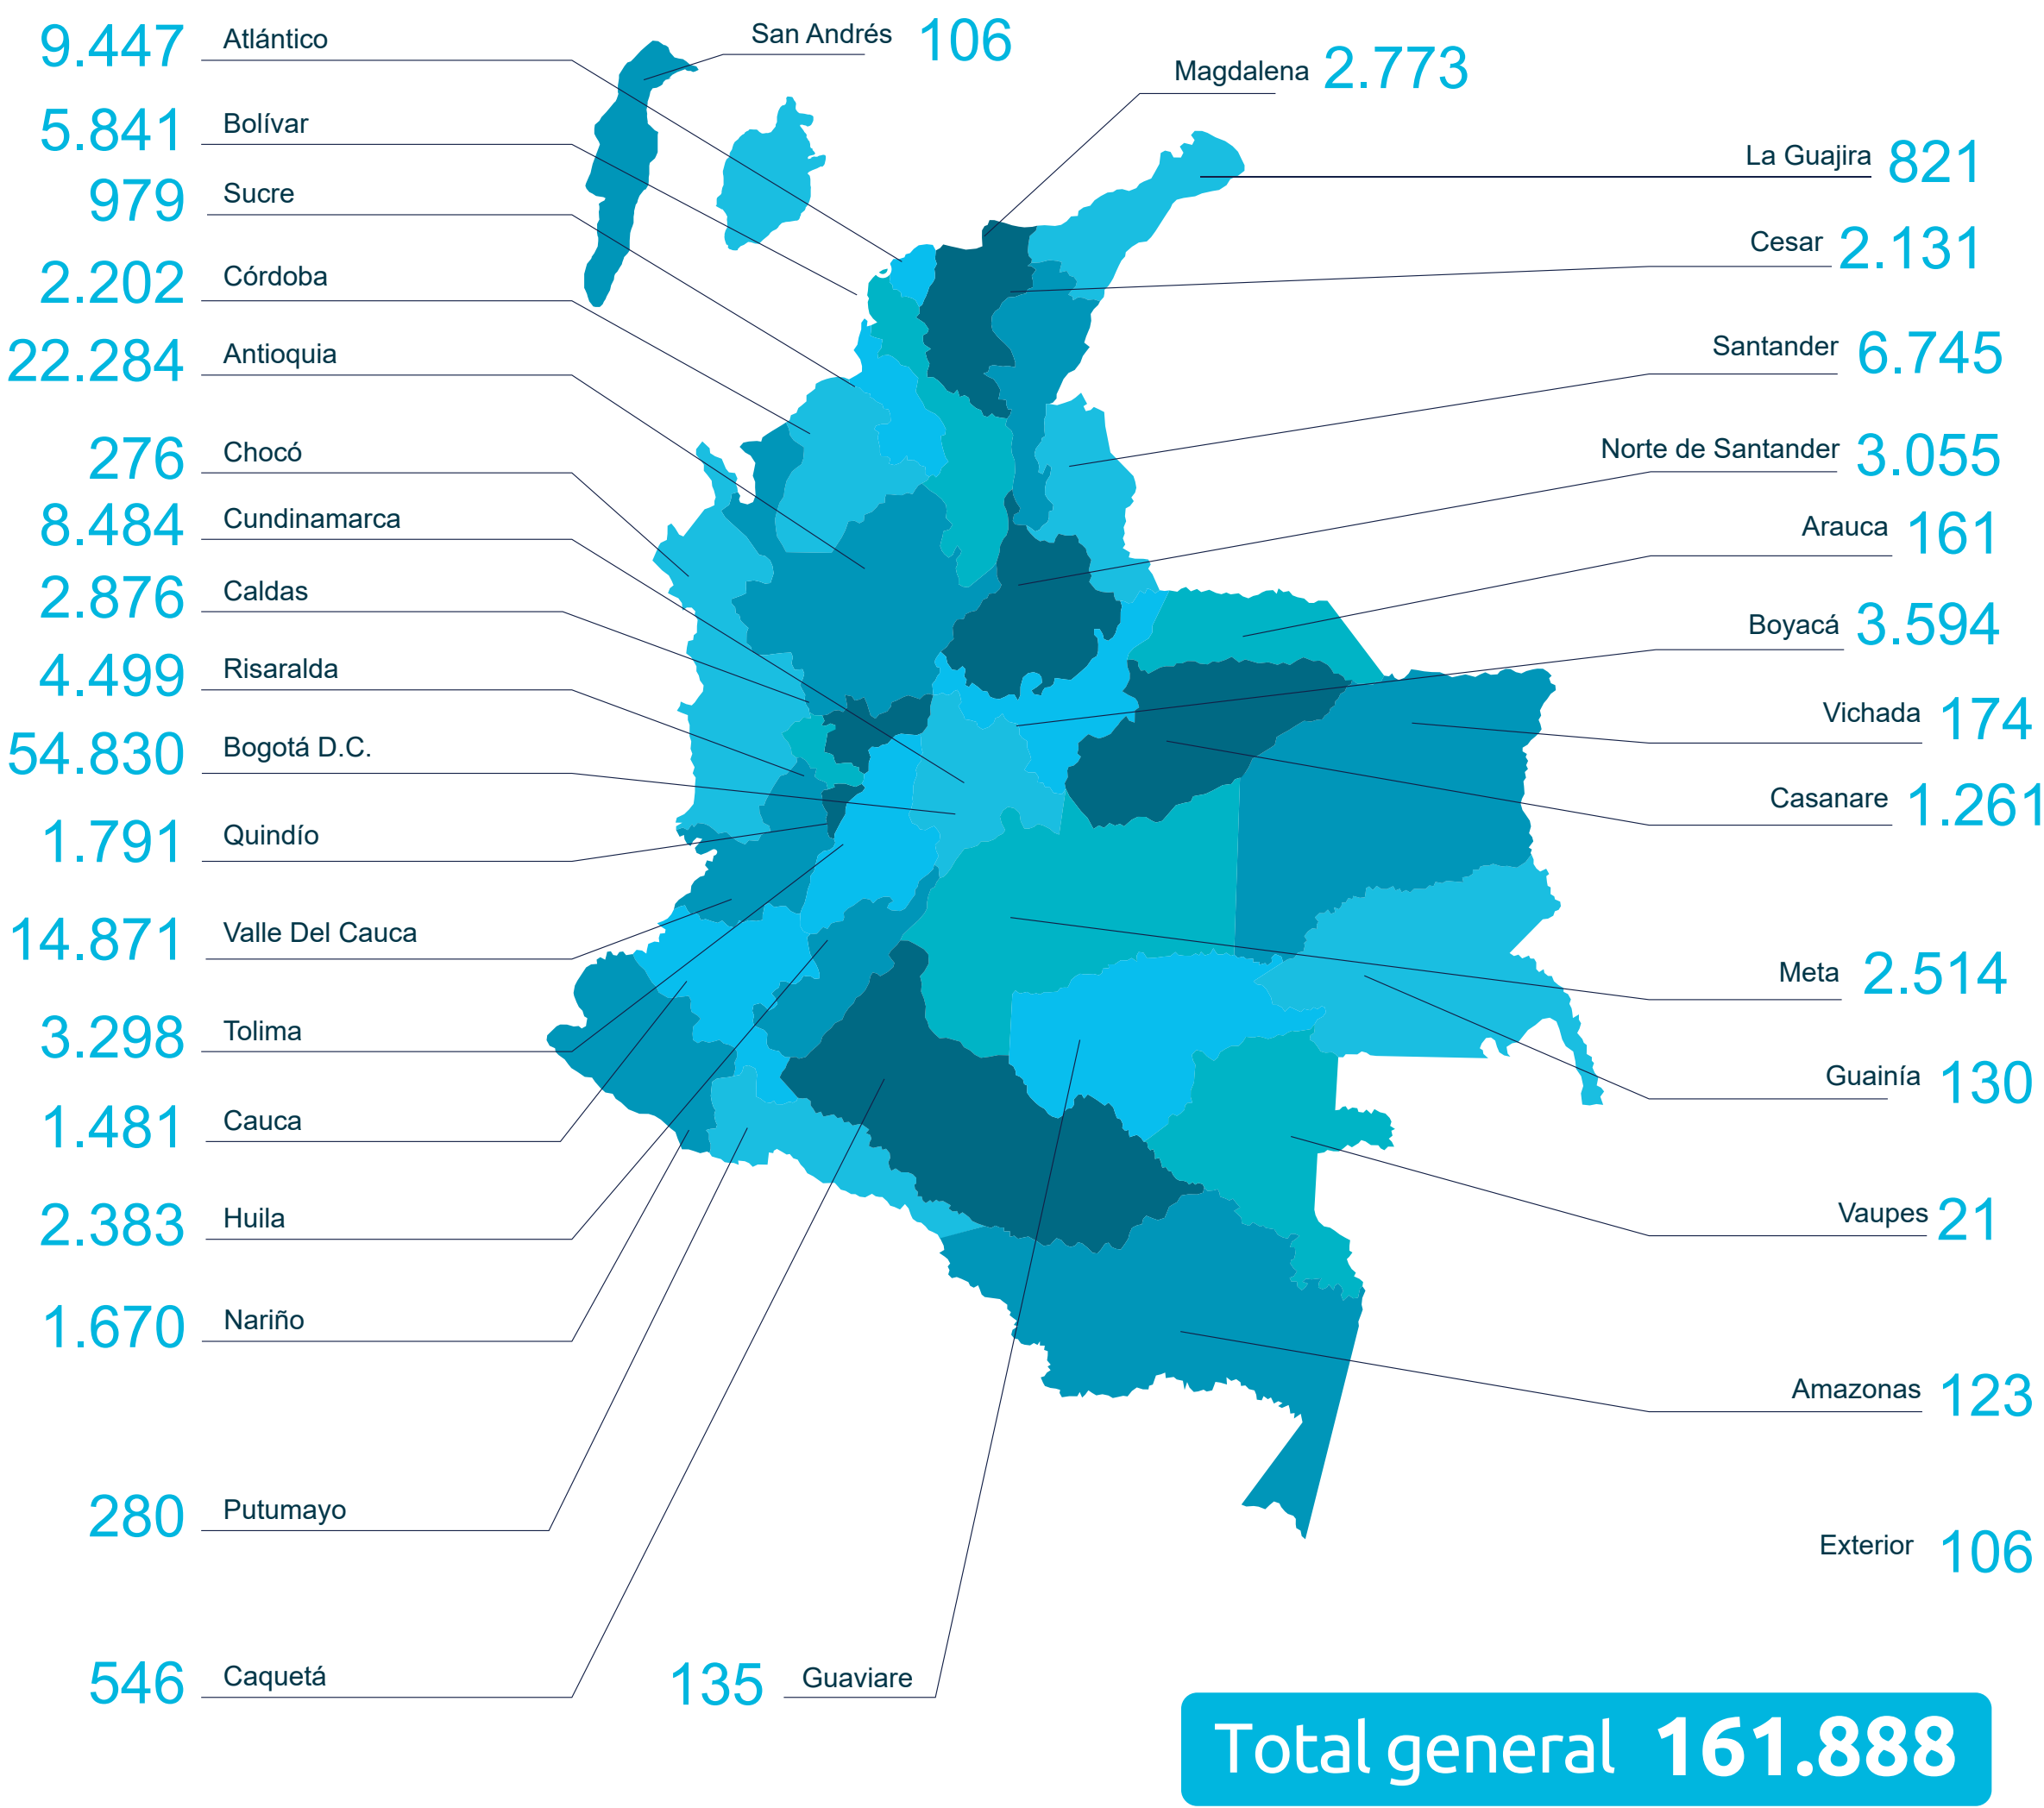 9.447 Atlántico
San Andrés 106
Magdalena 2.773
5.841 Bolívar
La Guajira 821
979 Sucre
Cesar 2.131
2.202 Córdoba
22.284 Antioquia
Santander 6.745
276 Chocó
Norte de Santander 3.055
8.484 Cundinamarca
Arauca 161
2.876 Caldas
Boyacá 3.594
4.499 Risaralda
Vichada 174
54.830 Bogotá D.C.
Casanare 1.261
1.791 Quindío
14.871 Valle Del Cauca
Meta 2.514
3.298 Tolima
Guainía 130
1.481 Cauca
2.383 Huila
Vaupes 21
1.670 Nariño
Amazonas 123
280 Putumayo
Exterior 106
546 Caquetá
135 Guaviare
Total general 161.888